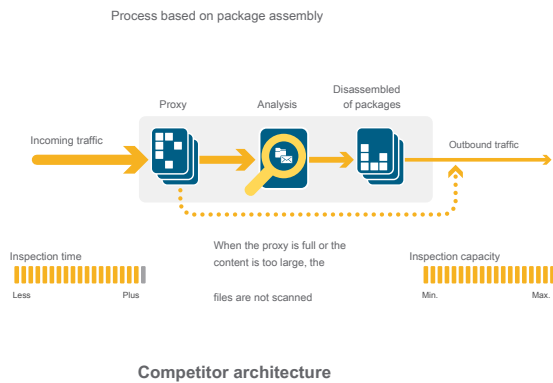 Process based on package assembly
Disassembled
of packages
Proxy
Analysis
Incoming traffic
Outbound traffic
When the proxy is full or the
content is too large, the
files are not scanned
Inspection time
Less
Plus
Inspection capacity
Min.
Max.
Competitor architecture